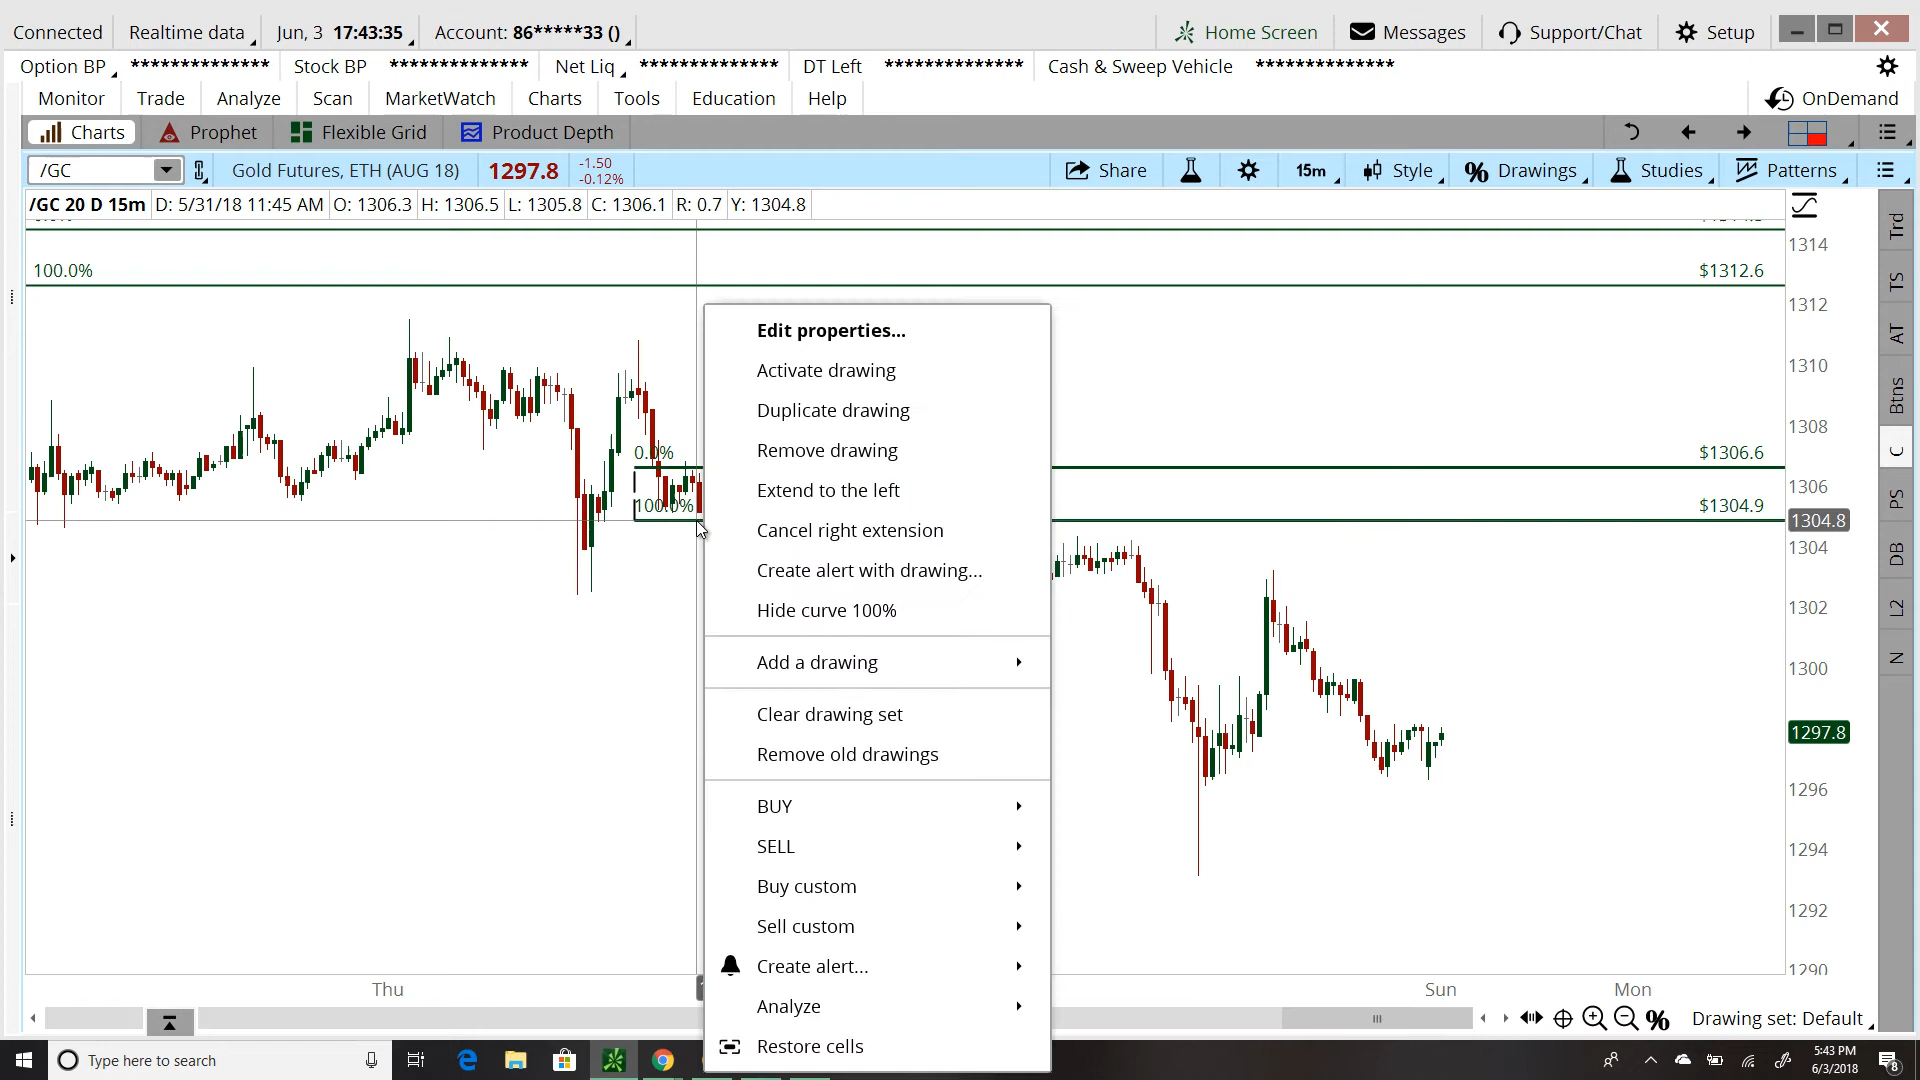 Connected Realtime data Jun, 3 17:43:35 Account: 86*****33 () Home Screen Messages Support/Chat Setup
Option BP ************** Stock BP ************** Net Liq ************** DT Left ************** Cash & Sweep Vehicle **************
Monitor Trade Analyze Scan MarketWatch Charts Tools Education Help OnDemand
Charts Prophet Flexible Grid Product Depth
/GC Gold Futures, ETH (AUG 18) 1297.8 -1.50 Share 15m Style Drawings Studies Patterns
-0.12%
/GC 20 D 15m D: 5/31/18 11:45 AM O: 1306.3 H: 1306.5 L: 1305.8 C: 1306.1 R: 0.7 Y: 1304.8
Trd
1314
100.0% $1312.6
TS
1312
Edit properties...
AT
1310
Activate drawing
Btns
Duplicate drawing
1308
Remove drawing
0.0% $1306.6
C
1306
Extend to the left
PS
100.0% $1304.9
1304.8
Cancel right extension
1304
DB
Create alert with drawing...
Hide curve 100%
1302
L2
Add a drawing
1300
N
Clear drawing set
1297.8
Remove old drawings
1296
BUY
SELL
1294
Buy custom
1292
Sell custom
Create alert...
1290
Thu Sun Mon
Analyze
Drawing set: Default
Restore cells
Type here to search
5:43 PM
6/3/2018
8